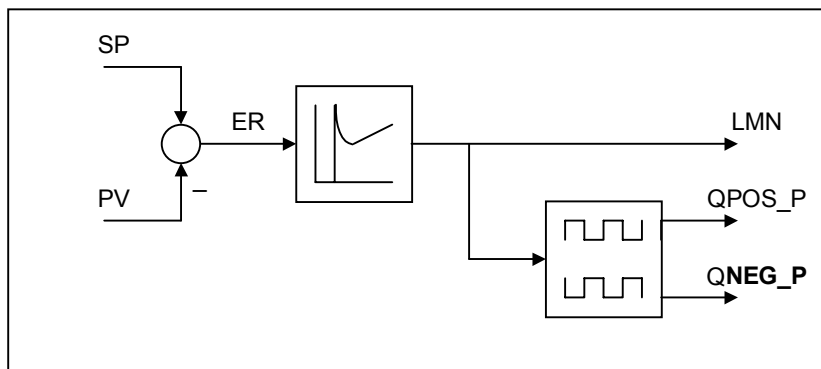 SP
ER
LMN
PV
–
QPOS_P
QNEG_P